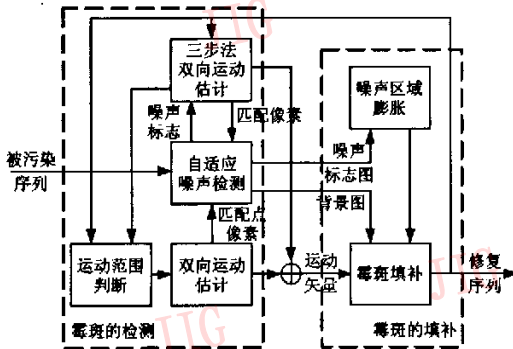 JIG
三步法
双向运动
估计
噪声
标志
匹配像素
噪声区域
膨胀
被污染
序列
自适应
噪声检测
噪声
标志图
背景图
匹配点
像素
运动范围
判断
双向运动
估计
运动
矢量
霉斑填补
修复
序列
霉斑的检测
霉斑的填补
JIG
JIG